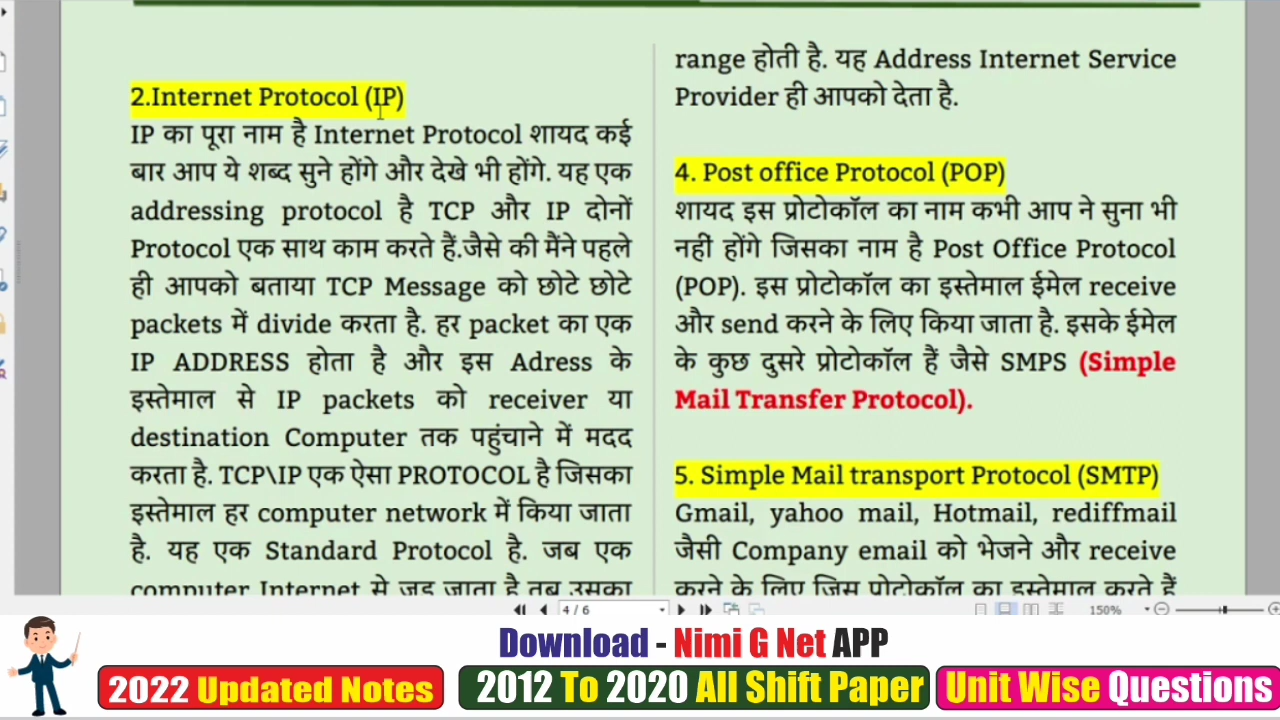 2.Internet Protocol (IP)
IP का पूरा नाम है Internet Protocol शायद कई
बार आप ये शब्द सुने होंगे और देखे भी होंगे. यह एक
addressing protocol है TCP और IP दोनों
Protocol एक साथ काम करते हैं.जैसे की मैंने पहले
ही आपको बताया TCP Message को छोटे छोटे
packets में divide करता है. हर packet का एक
IP ADDRESS होता है और इस Adress के
इस्तेमाल से IP packets को receiver या
destination Computer तक पहुंचाने में मदद
करता है. TCP\IP एक ऐसा PROTOCOL है जिसका
इस्तेमाल हर computer network में किया जाता
है. यह एक Standard Protocol है. जब एक
computer Internet से जुड़ जाता है तब उसका
range होती है. यह Address Internet Service
Provider ही आपको देता है.
4. Post office Protocol (POP)
शायद इस प्रोटोकॉल का नाम कभी आप ने सुना भी
नहीं होंगे जिसका नाम है Post Office Protocol
(POP). इस प्रोटोकॉल का इस्तेमाल ईमेल receive
और send करने के लिए किया जाता है. इसके ईमेल
के कुछ दुसरे प्रोटोकॉल हैं जैसे SMPS (Simple
Mail Transfer Protocol).
5. Simple Mail transport Protocol (SMTP)
Gmail, yahoo mail, Hotmail, rediffmail
जैसी Company email को भेजने और receive
करने के लिए जिस प्रोटोकॉल का इस्तेमाल करते हैं
4 / 6
150%
Download - Nimi G Net APP
2022 Updated Notes
2012 To 2020 All Shift Paper
Unit Wise Questions